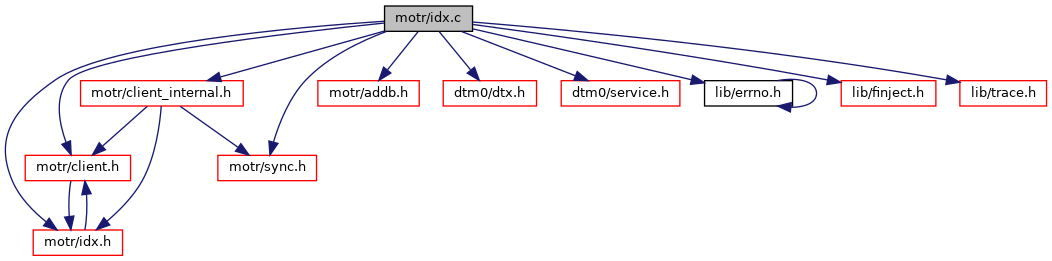 motr/idx.c
motr/client_internal.h
motr/addb.h
dtm0/dtx.h
dtm0/service.h
lib/errno.h
lib/finject.h
lib/trace.h
motr/client.h
motr/sync.h
motr/idx.h